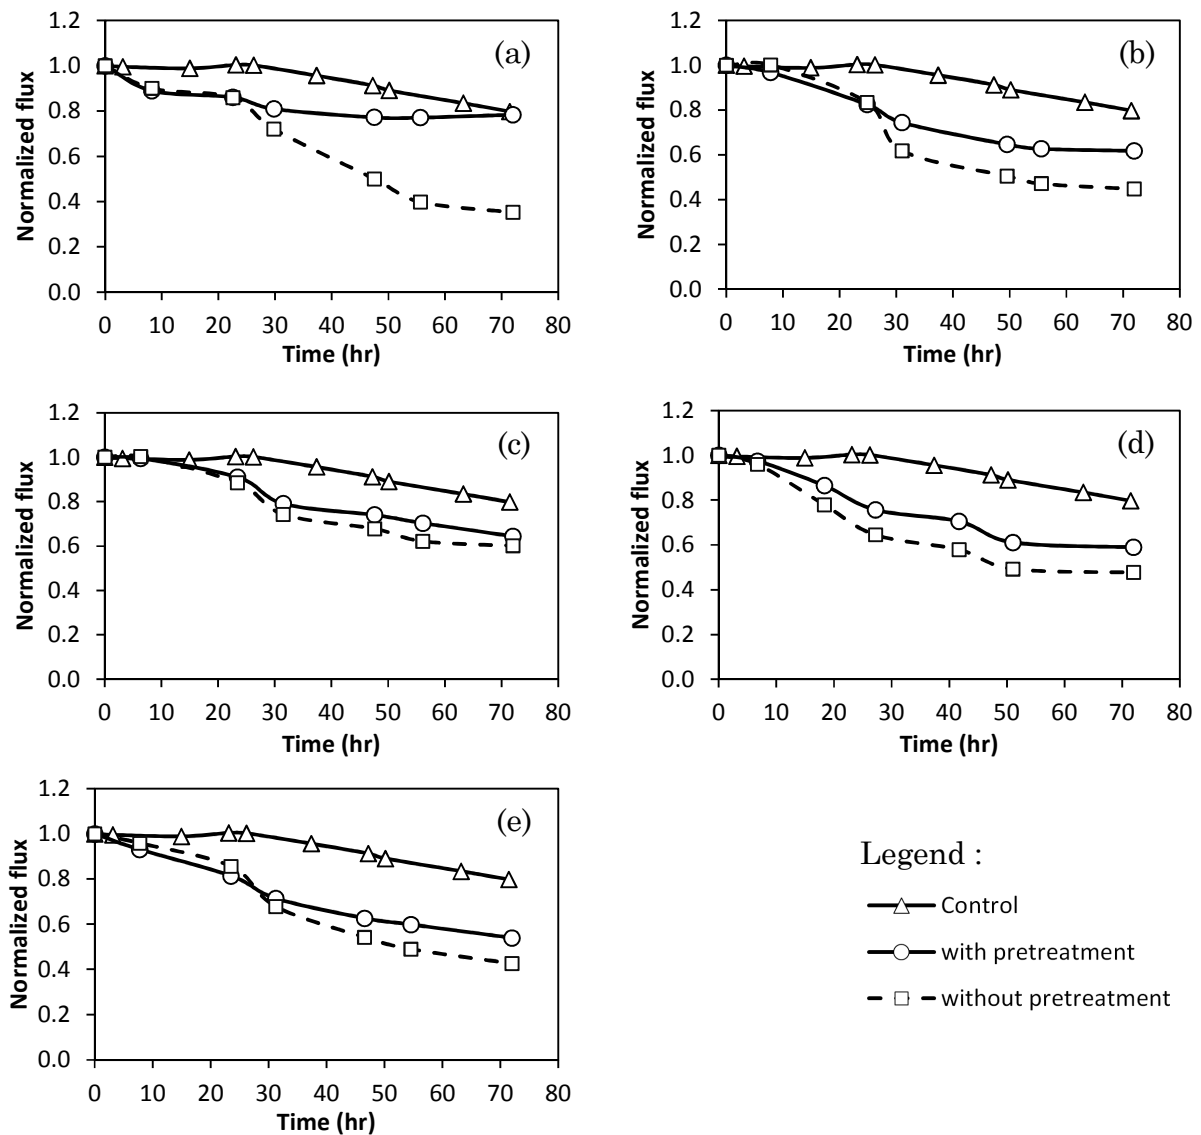 (a)
Normalized flux
1.2
1.0
0.8
0.6
0.4
0.2
0.0
0 10 20 30 40 50 60 70 80
Time (hr)
(b)
Normalized flux
1.2
1.0
0.8
0.6
0.4
0.2
0.0
0 10 20 30 40 50 60 70 80
Time (hr)
(c)
Normalized flux
1.2
1.0
0.8
0.6
0.4
0.2
0.0
0 10 20 30 40 50 60 70 80
Time (hr)
(d)
Normalized flux
1.2
1.0
0.8
0.6
0.4
0.2
0.0
0 10 20 30 40 50 60 70 80
Time (hr)
(e)
Normalized flux
1.2
1.0
0.8
0.6
0.4
0.2
0.0
0 10 20 30 40 50 60 70 80
Time (hr)
Legend :
Control
with pretreatment
without pretreatment